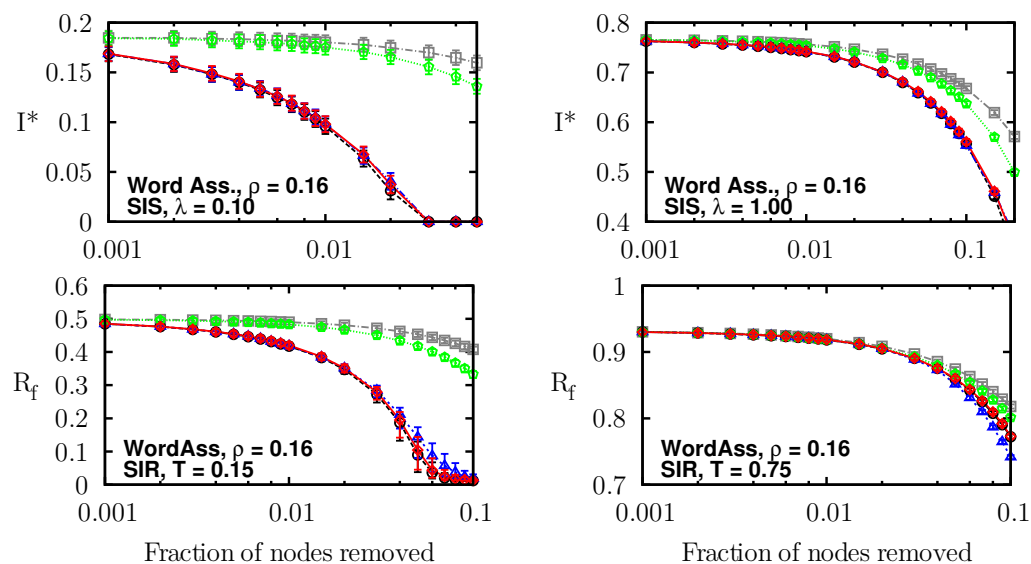 0.2
0.15
I*
0.1
0.05
0
Word Ass., ρ = 0.16
SIS, λ = 0.10
0.001
0.01
0.8
0.7
I*
0.6
0.5
0.4
Word Ass., ρ = 0.16
SIS, λ = 1.00
0.001
0.01
0.1
0.6
0.5
0.4
R_f
0.3
0.2
0.1
0
WordAss, ρ = 0.16
SIR, T = 0.15
0.001
0.01
0.1
Fraction of nodes removed
1
0.9
R_f
0.8
0.7
WordAss, ρ = 0.16
SIR, T = 0.75
0.001
0.01
0.1
Fraction of nodes removed